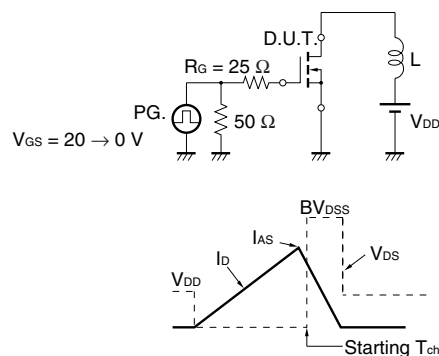 D.U.T.
RG = 25 Ω
L
PG.
50 Ω
VDD
VGS = 20 → 0 V
BVDSS
IAS
ID
VDS
VDD
Starting Tch